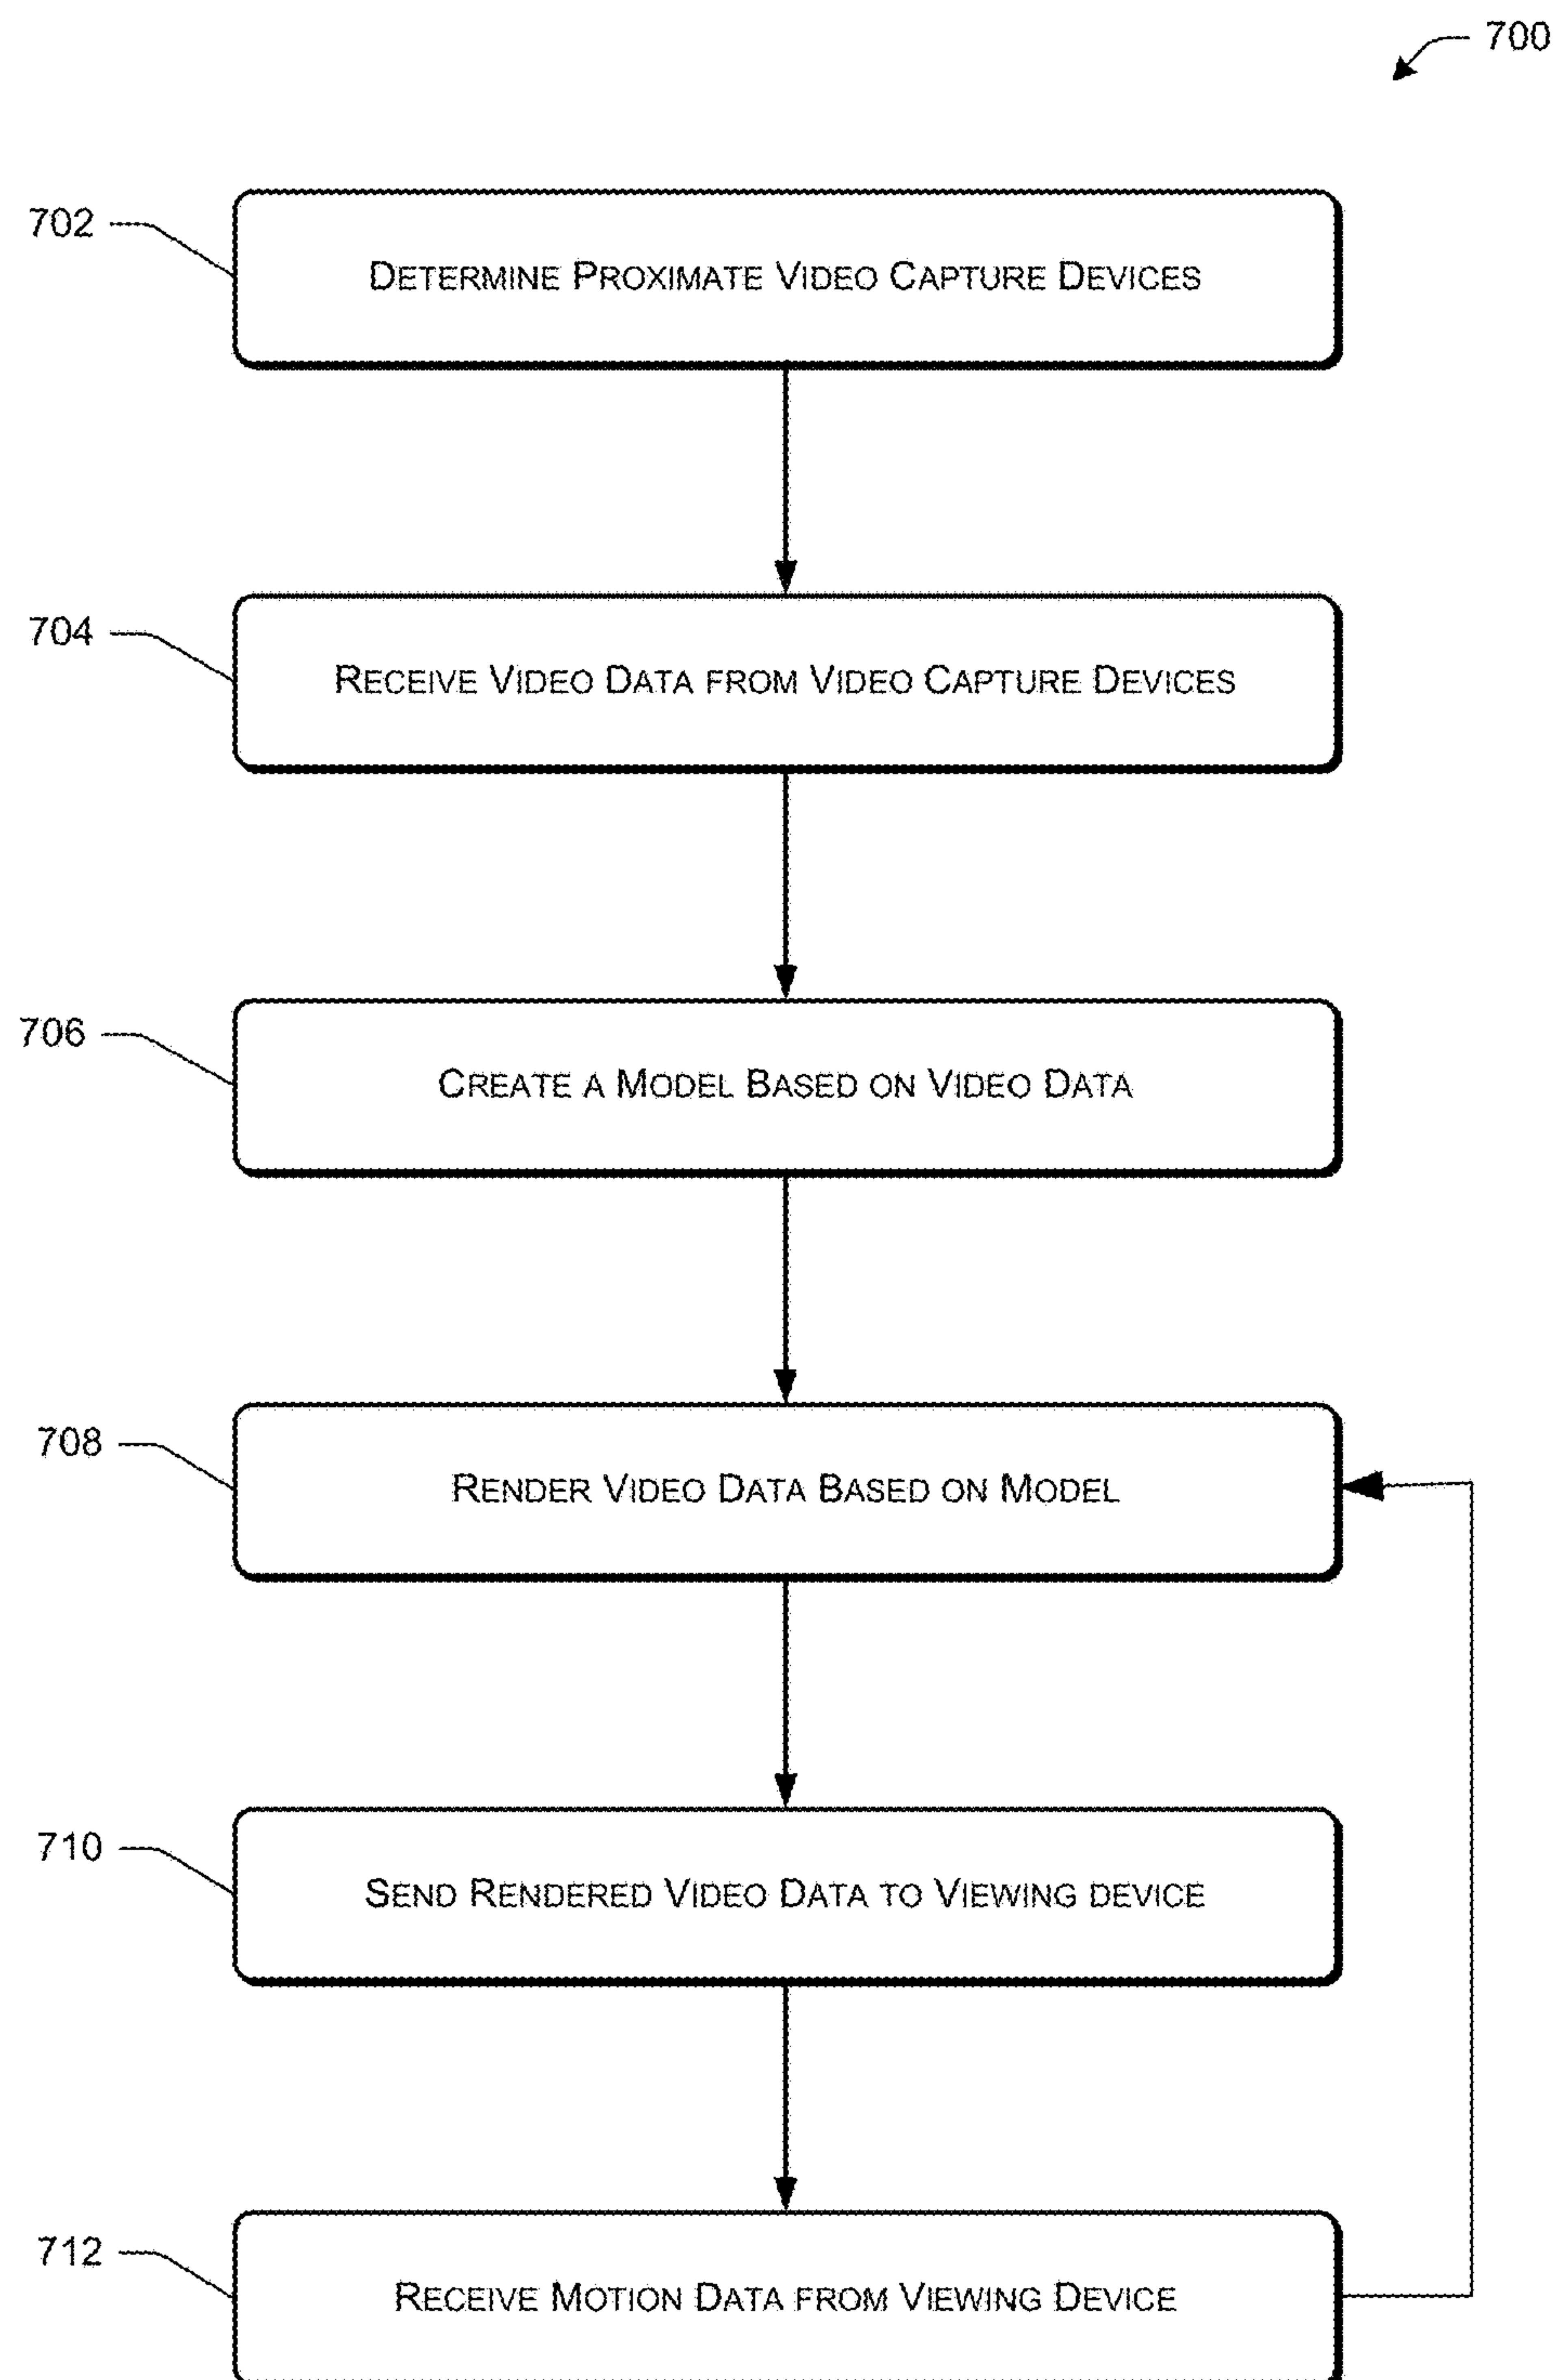 700
702
DETERMINE PROXIMATE VIDEO CAPTURE DEVICES
704
RECEIVE VIDEO DATA FROM VIDEO CAPTURE DEVICES
706
CREATE A MODEL BASED ON VIDEO DATA
708
RENDER VIDEO DATA BASED ON MODEL
710
SEND RENDERED VIDEO DATA TO VIEWING DEVICE
712
RECEIVE MOTION DATA FROM VIEWING DEVICE